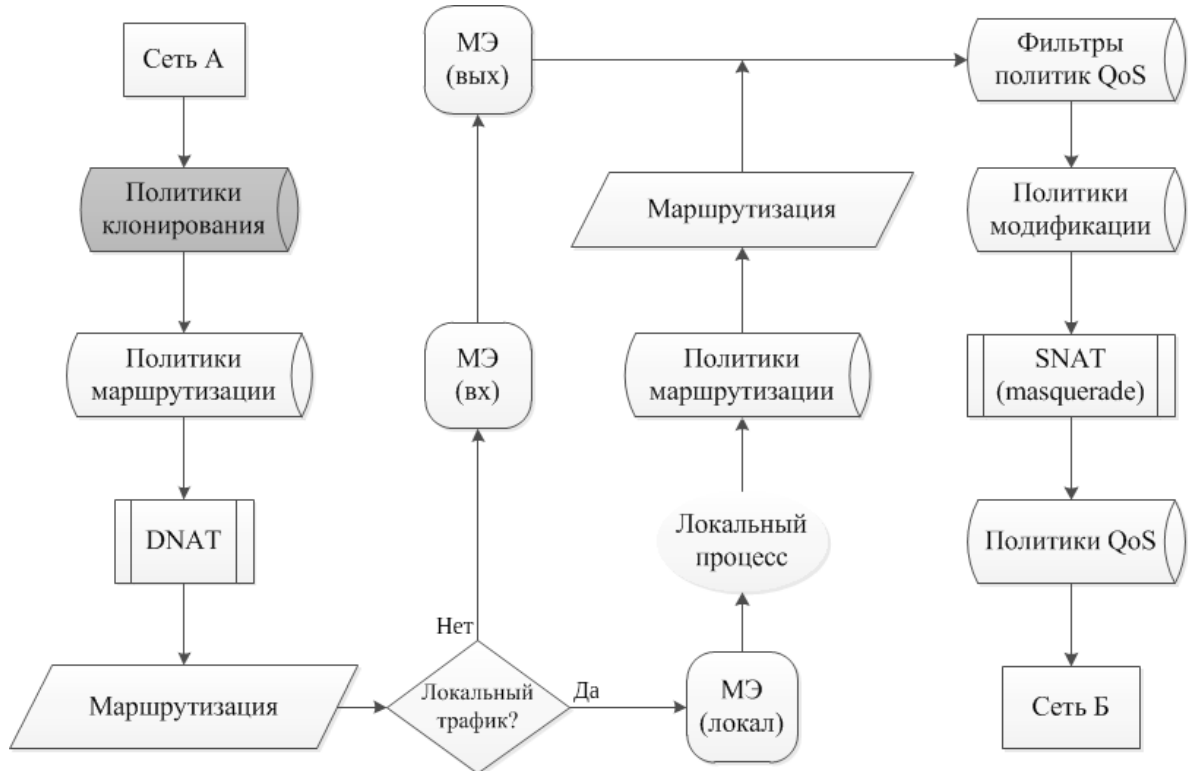 Сеть А
Политики
клонирования
Политики
маршрутизации
DNAT
Маршрутизация
Локальный
трафик?
Нет
Да
МЭ
(вх)
МЭ
(вых)
МЭ
(локал)
Локальный
процесс
Политики
маршрутизации
Маршрутизация
Фильтры
политик QoS
Политики
модификации
SNAT
(masquerade)
Политики QoS
Сеть Б